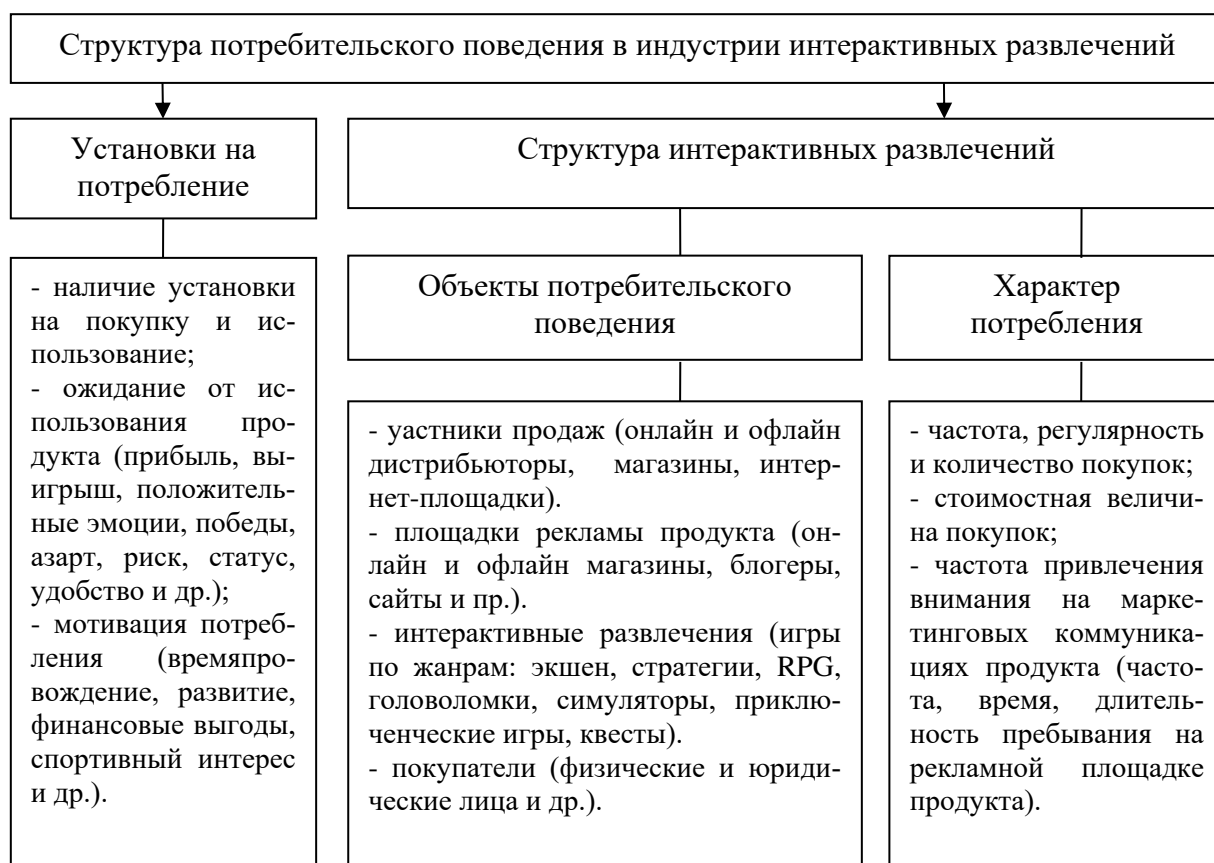 Структура потребительского поведения в индустрии интерактивных развлечений
Установки на
потребление
Структура интерактивных развлечений
- наличие установки
на покупку и ис-
пользование;
- ожидание от ис-
пользования про-
дукта (прибыль, вы-
игрыш, положитель-
ные эмоции, победы,
азарт, риск, статус,
удобство и др.);
- мотивация потреб-
ления (времяпро-
вождение, развитие,
финансовые выгоды,
спортивный интерес
и др.).
Объекты потребительского
поведения
- уастники продаж (онлайн и офлайн
дистрибьюторы, магазины, интер-
нет-площадки).
- площадки рекламы продукта (он-
лайн и офлайн магазины, блогеры,
сайты и пр.).
- интерактивные развлечения (игры
по жанрам: экшен, стратегии, RPG,
головоломки, симуляторы, приклю-
ченческие игры, квесты).
- покупатели (физические и юриди-
ческие лица и др.).
Характер
потребления
- частота, регулярность
и количество покупок;
- стоимостная величи-
на покупок;
- частота привлечения
внимания на марке-
тинговых коммуника-
циях продукта (часто-
та, время, длитель-
ность пребывания на
рекламной площадке
продукта).